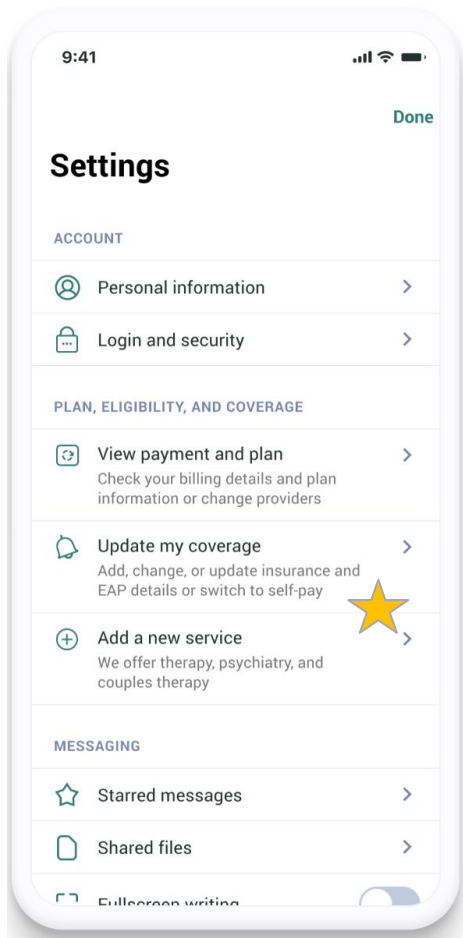 9:41
Done
Settings
ACCOUNT
Personal information
Login and security
PLAN, ELIGIBILITY, AND COVERAGE
View payment and plan
Check your billing details and plan
information or change providers
Update my coverage
Add, change, or update insurance and
EAP details or switch to self-pay
Add a new service
We offer therapy, psychiatry, and
couples therapy
MESSAGING
Starred messages
Shared files
Fullscreen writing